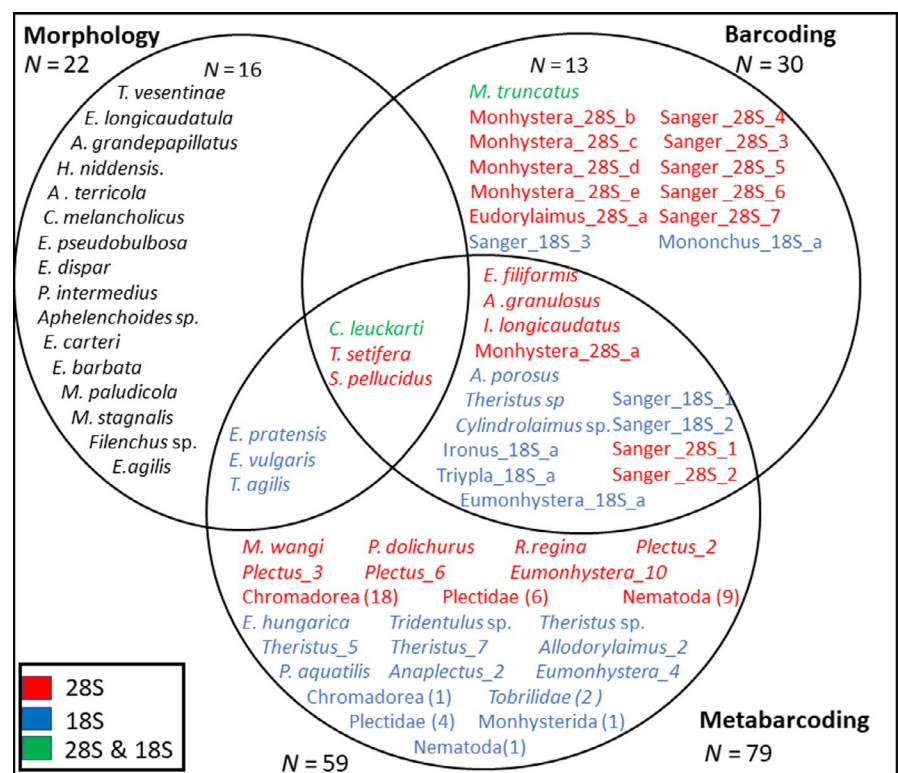 Morphology
N = 22
N = 16
T. vesentinae
E. longicaudatula
A. grandepapillatus
H. niddensis.
A . terricola
C. melancholicus
E. pseudobulbosa
E. dispar
P. intermedius
Aphelenchoides sp.
E. carteri
E. barbata
M. paludicola
M. stagnalis
Filenchus sp.
E.agilis
Barcoding
N = 30
N = 13
M. truncatus
Monhystera_28S_b Sanger_28S_4
Monhystera_28S_c Sanger _28S_3
Monhystera_28S_d Sanger_28S_5
Monhystera_28S_e Sanger_28S_6
Eudorylaimus_28S_a Sanger_28S_7
Sanger_18S_3 Mononchus_18S_a
C. leuckarti
T. setifera
S. pellucidus
E. pratensis
E. vulgaris
T. agilis
E. filiformis
A .granulosus
I. longicaudatus
Monhystera_28S_a
A. porosus
Theristus sp Sanger_18S_1
Cylindrolaimus sp. Sanger_18S_2
Ironus_18S_a Sanger _28S_1
Triypla_18S_a Sanger _28S_2
Eumonhystera_18S_a
M. wangi P. dolichurus R.regina Plectus_2
Plectus_3 Plectus_6 Eumonhystera_10
Chromadorea (18) Plectidae (6) Nematoda (9)
E. hungarica Tridentulus sp. Theristus sp.
Theristus_5 Theristus_7 Allodorylaimus_2
P. aquatilis Anaplectus_2 Eumonhystera_4
Chromadorea (1) Tobrilidae (2 )
Plectidae (4) Monhysterida (1)
Nematoda(1)
N = 59
Metabarcoding
N = 79
28S
18S
28S & 18S